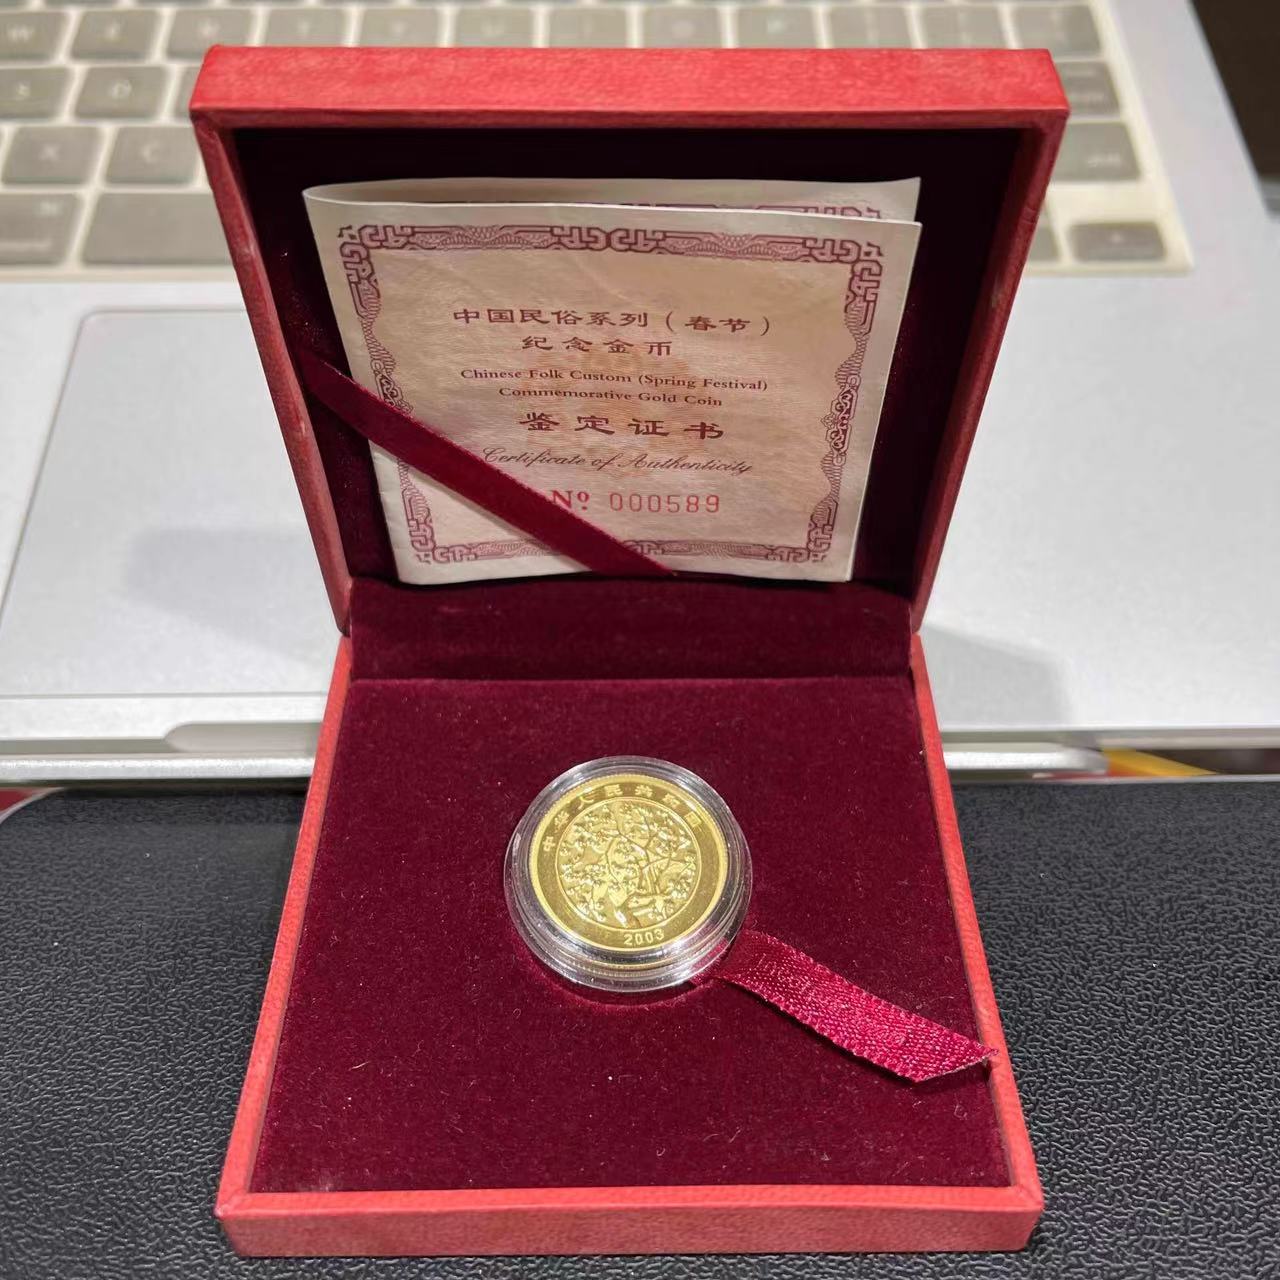 中国民俗系列（春节）
纪念金币
Chinese Folk Custom (Spring Festival)
Commemorative Gold Coin
鉴定证书
Certificate of Authenticity
Nº 000589
中华人民共和国
2003